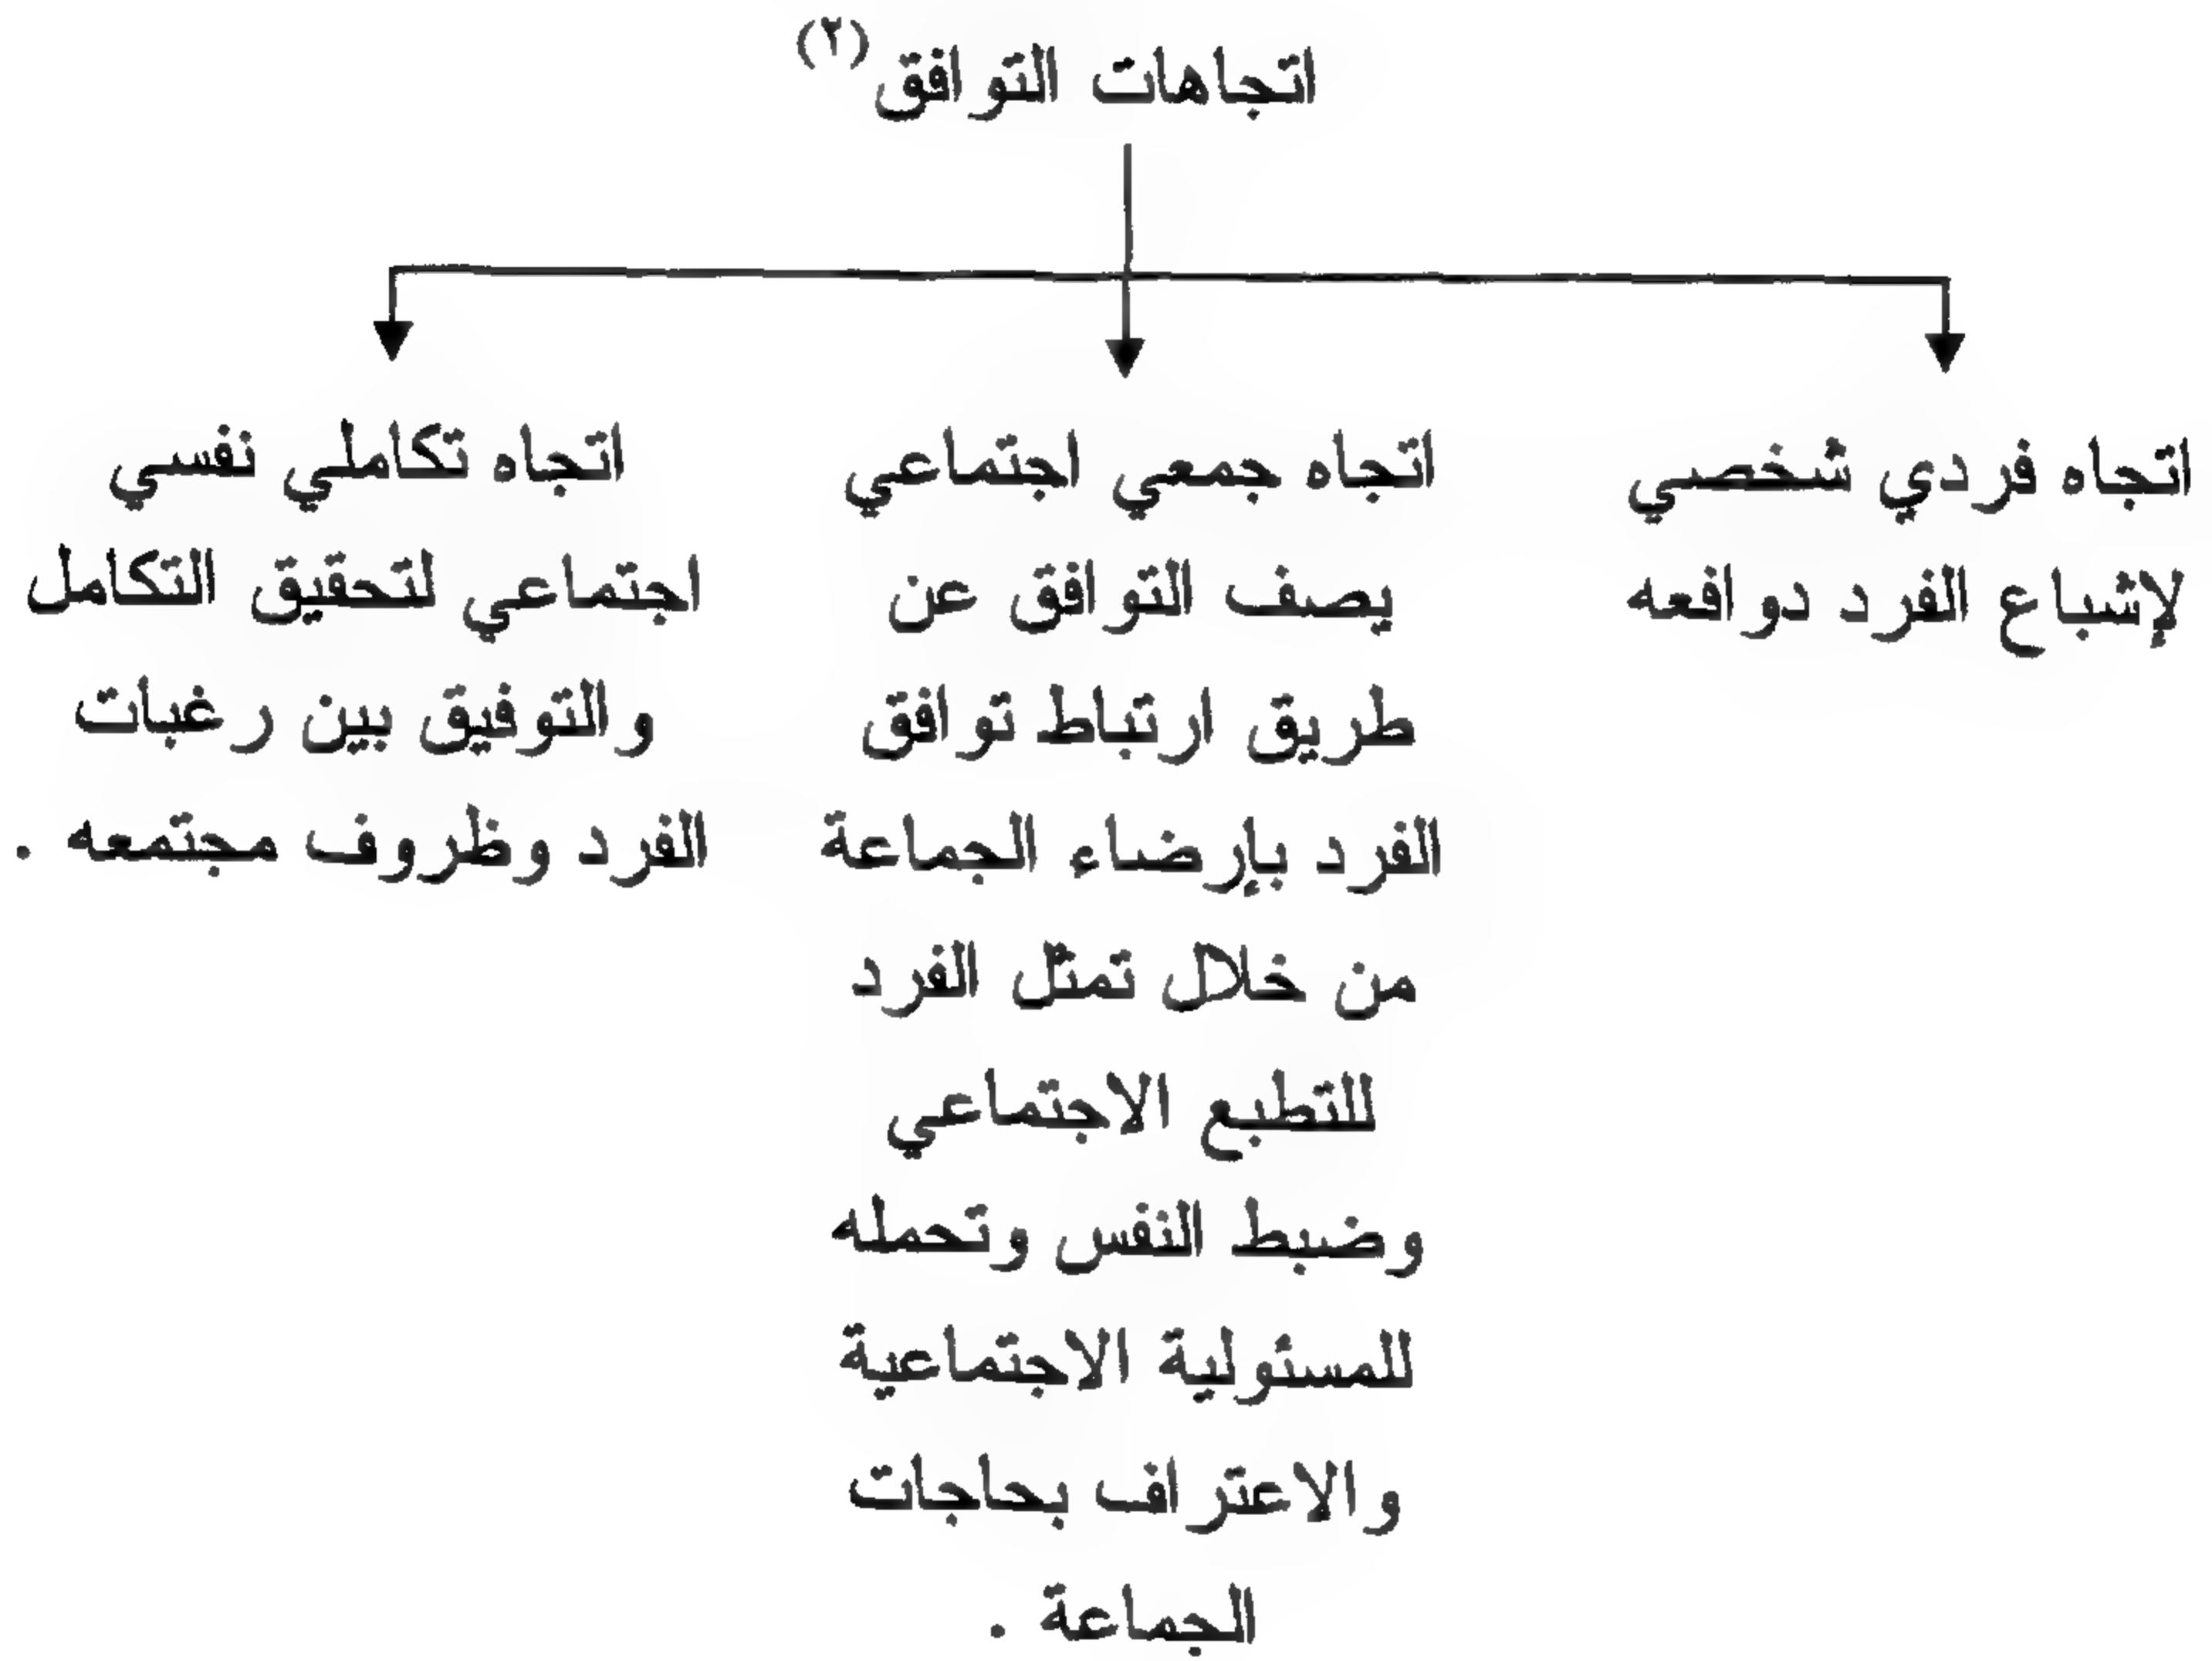 اتجاهات التوافق(٢)
اتجاه فردي شخصي
لإشباع الفرد دوافعه
اتجاه جمعي اجتماعي
يصف التوافق عن
طريق ارتباط توافق
الفرد بإرضاء الجماعة
من خلال تمثل الفرد
للتطبع الاجتماعي
وضبط النفس وتحمله
للمسئولية الاجتماعية
والاعتراف بحاجات
الجماعة .
اتجاه تكاملي نفسي
اجتماعي لتحقيق التكامل
والتوفيق بين رغبات
الفرد وظروف مجتمعه .